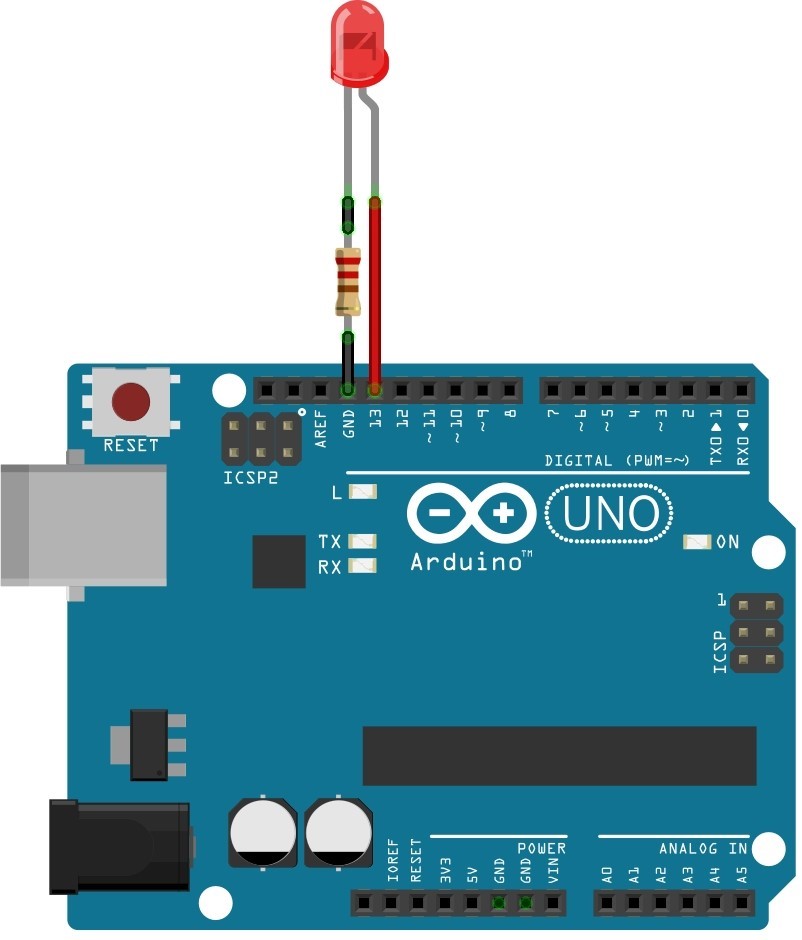 RESET
ICSP2
AREF
GND
13
12
~11
~10
~9
8
7
~6
~5
4
~3
2
TX0▶1
RX0◀0
DIGITAL (PWM=~)
L
TX
RX
Arduino™
UNO
ON
1
ICSP
IOREF
RESET
3V3
5V
GND
GND
VIN
POWER
ANALOG IN
A0
A1
A2
A3
A4
A5